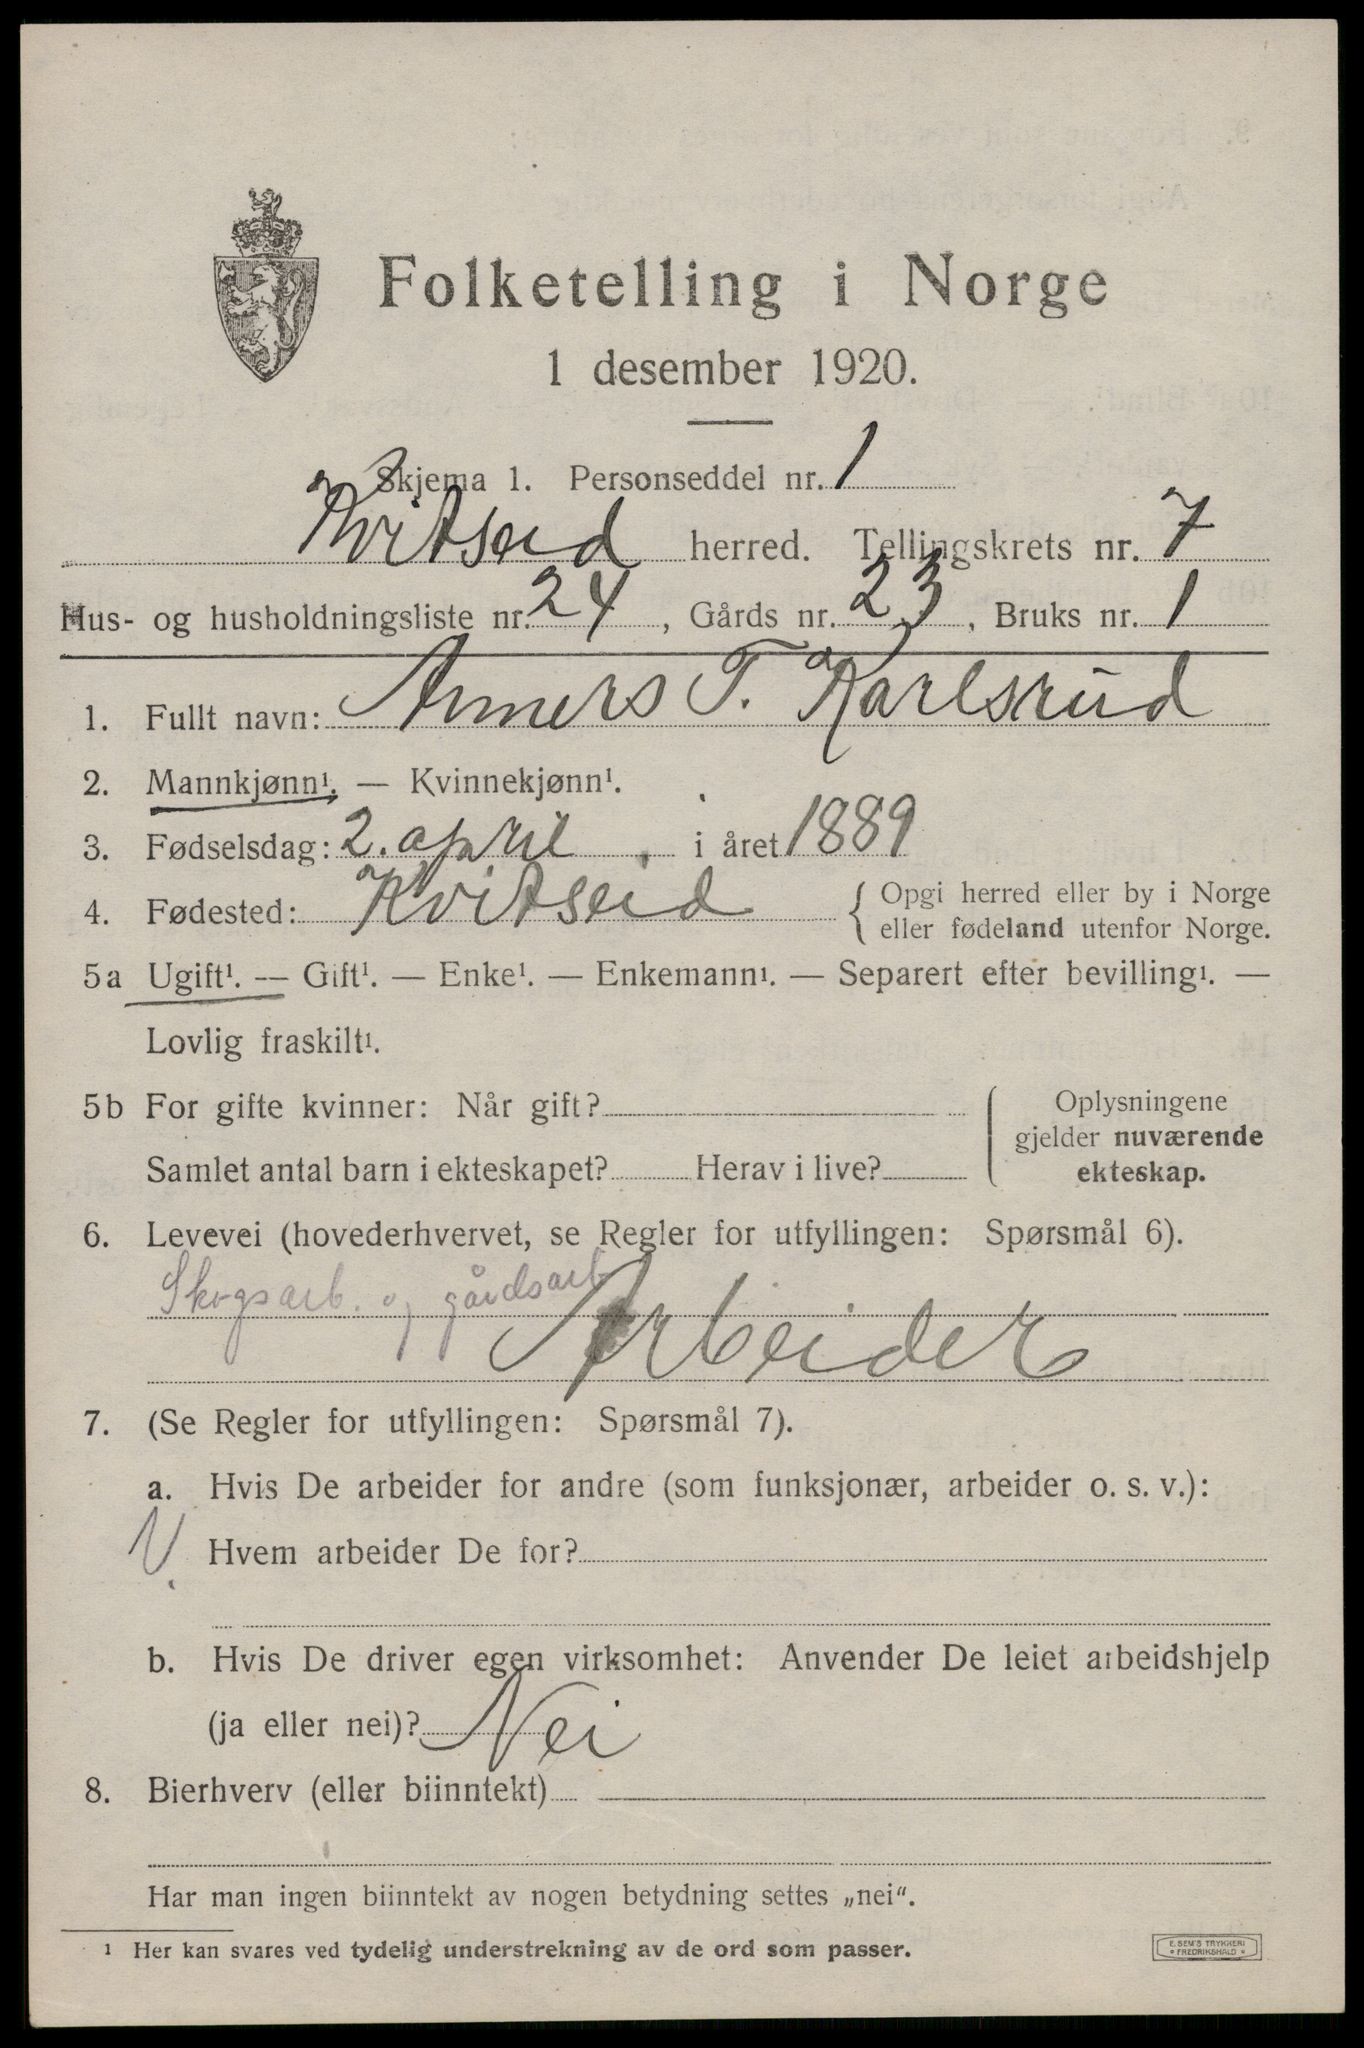 Folketelling i Norge
1 desember 1920.
Skjema 1. Personseddel nr. 1
Kvitseid herred. Tellingskrets nr. 7
Hus- og husholdningsliste nr. 24, Gårds nr. 23, Bruks nr. 1
1. Fullt navn: Anners T. Karlsrud
2. Mannkjønn¹. — Kvinnekjønn¹.
3. Fødselsdag: 2. april, i året 1889
4. Fødested: Kvitseid { Opgi herred eller by i Norge
eller fødeland utenfor Norge.
5a Ugift¹. — Gift¹. — Enke¹. — Enkemann¹. — Separert efter bevilling¹. —
Lovlig fraskilt¹.
5b For gifte kvinner: Når gift?
Samlet antal barn i ekteskapet? Herav i live?
Oplysningene
gjelder nuværende
ekteskap.
6. Levevei (hovederhvervet, se Regler for utfyllingen: Spørsmål 6).
Skogsarb. og gårdsarb
Arbeider
7. (Se Regler for utfyllingen: Spørsmål 7).
a. Hvis De arbeider for andre (som funksjonær, arbeider o. s. v.):
Hvem arbeider De for?
b. Hvis De driver egen virksomhet: Anvender De leiet arbeidshjelp
(ja eller nei)? Nei
8. Bierhverv (eller biinntekt)
Har man ingen biinntekt av nogen betydning settes „nei“.
¹ Her kan svares ved tydelig understrekning av de ord som passer.
E. SEM'S TRYKKERI
FREDRIKSHALD